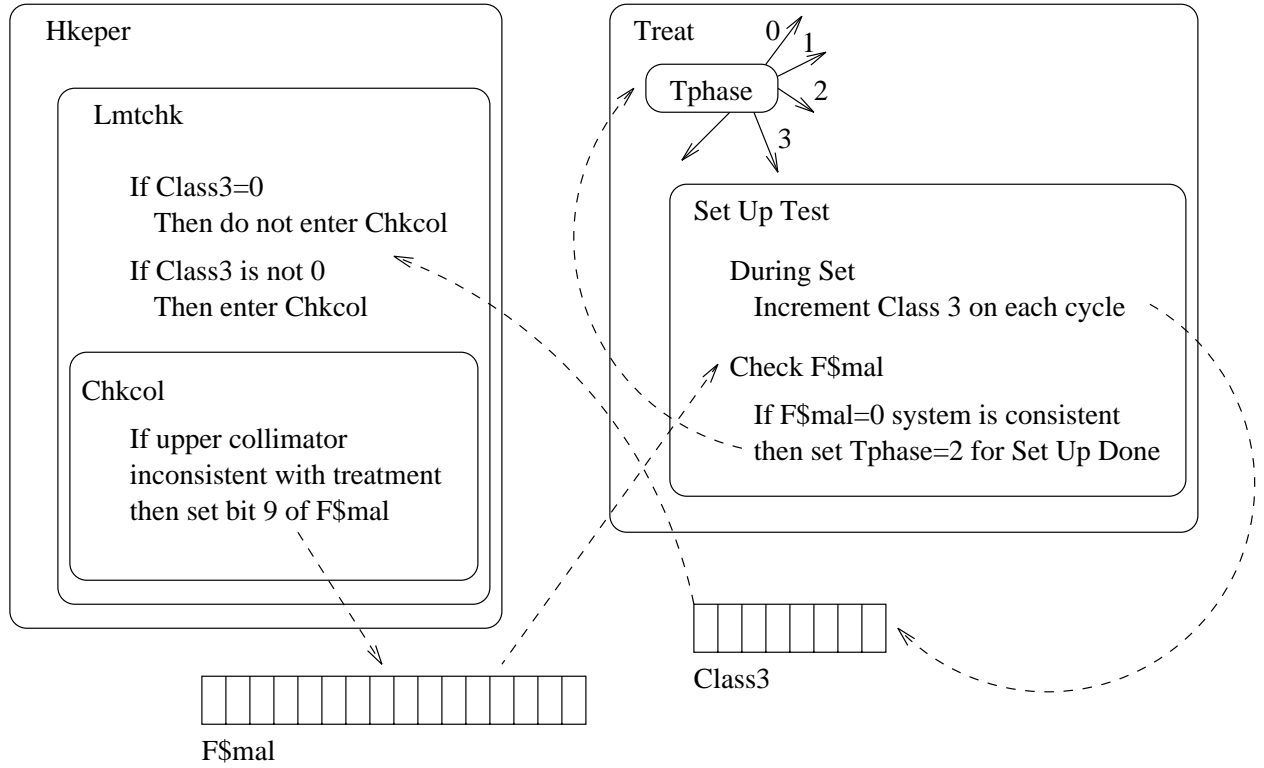 Hkeper
Lmtchk
If Class3=0
Then do not enter Chkcol
If Class3 is not 0
Then enter Chkcol
Chkcol
If upper collimator
inconsistent with treatment
then set bit 9 of F$mal
F$mal
Treat
0
1
Tphase
2
3
Set Up Test
During Set
Increment Class 3 on each cycle
Check F$mal
If F$mal=0 system is consistent
then set Tphase=2 for Set Up Done
Class3